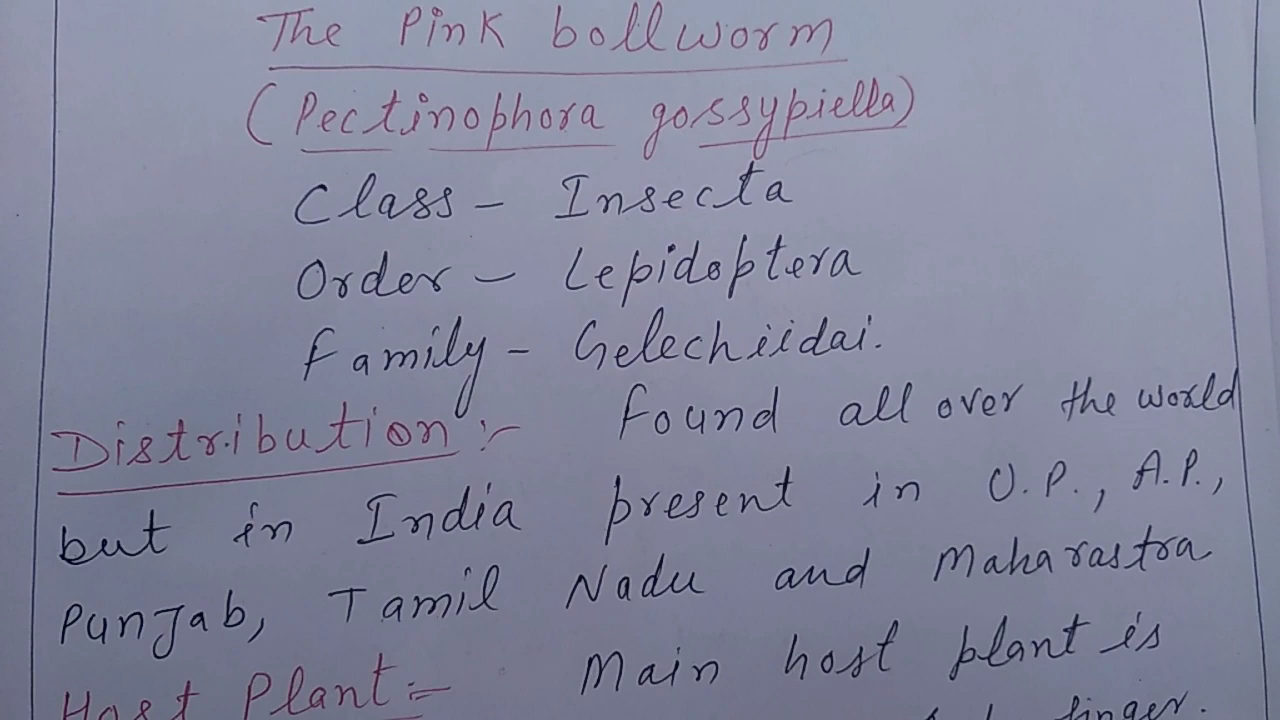 The Pink bollworm
(Pectinophora gossypiella)
Class - Insecta
Order - Lepidoptera
Family - Gelechiidai.
Distribution :- Found all over the world
but in India present in U.P., A.P.,
Punjab, Tamil Nadu and Maharastra
Host Plant :- Main host plant is
finger.